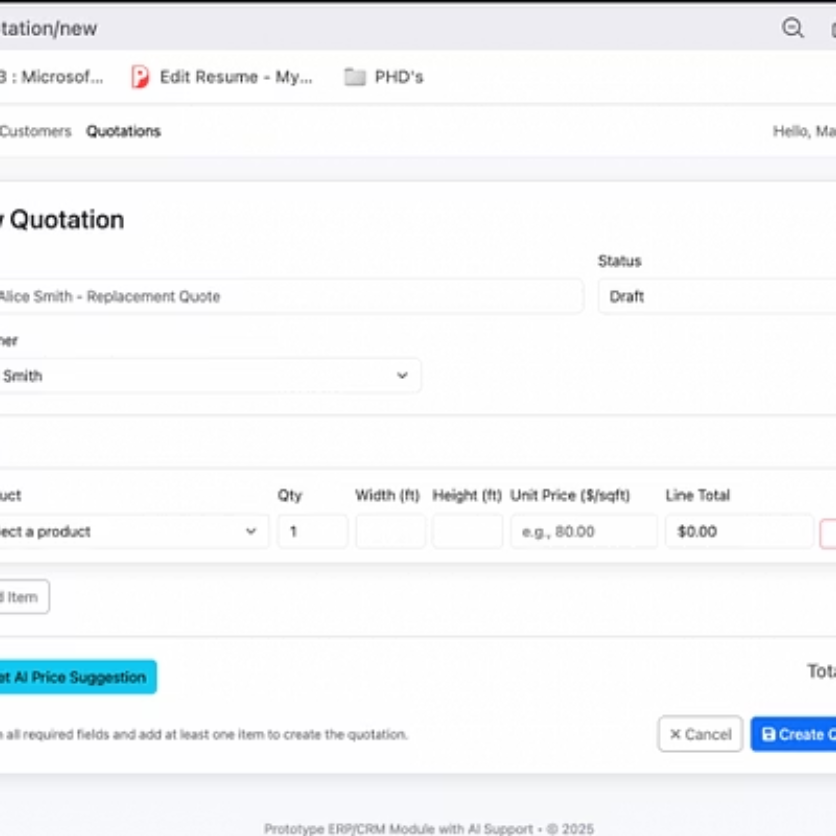 tation/new
3 : Microsof... Edit Resume - My... PHD's
Customers Quotations Hello, Ma
Quotation
Status
Alice Smith - Replacement Quote Draft
ner
Smith
uct Qty Width (ft) Height (ft) Unit Price ($/sqft) Line Total
ect a product 1 e.g., 80.00 $0.00
d Item
et AI Price Suggestion Tota
all required fields and add at least one item to create the quotation. × Cancel Create Q
Prototype ERP/CRM Module with AI Support • © 2025